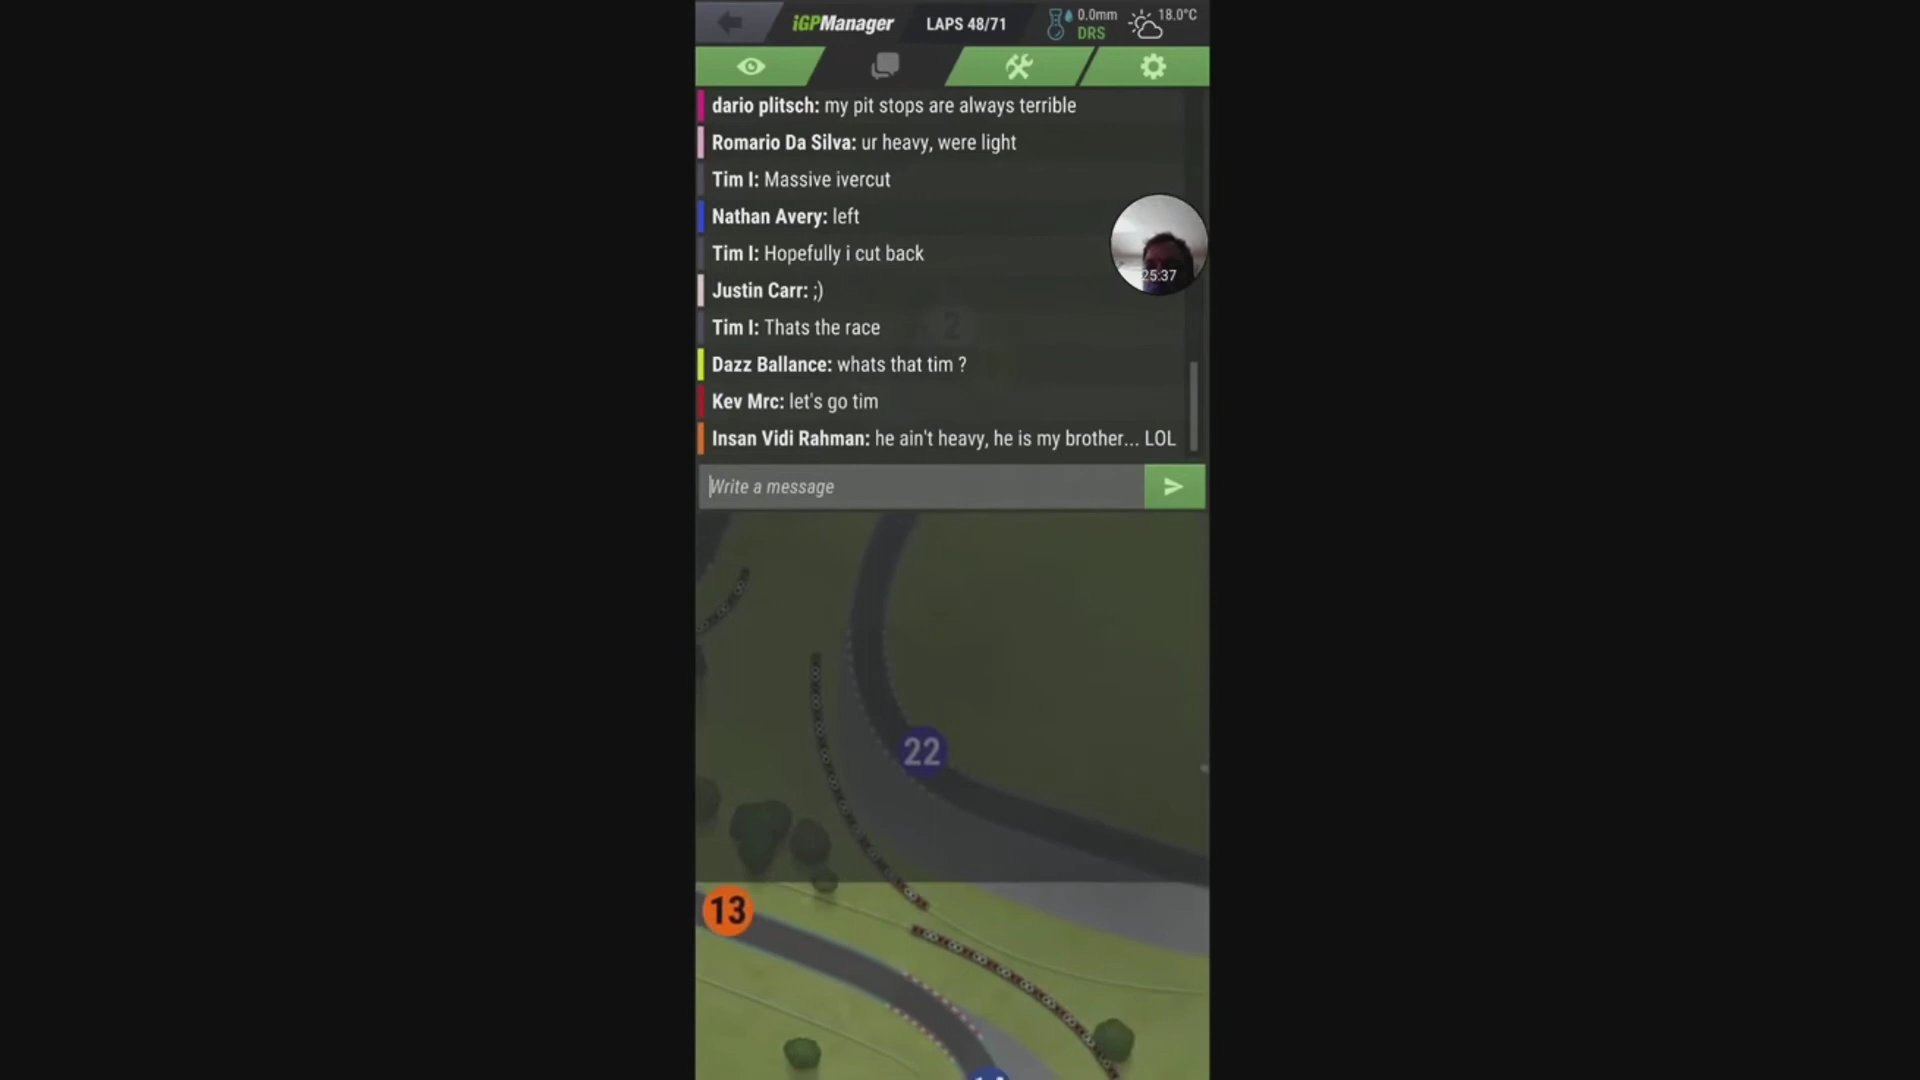 iGPManager
LAPS 48/71
0.0mm
DRS
18.0°C
dario plitsch: my pit stops are always terrible
Romario Da Silva: ur heavy, were light
Tim I: Massive ivercut
Nathan Avery: left
Tim I: Hopefully i cut back
Justin Carr: ;)
Tim I: Thats the race
Dazz Ballance: whats that tim ?
Kev Mrc: let's go tim
Insan Vidi Rahman: he ain't heavy, he is my brother... LOL
25:37
2
Write a message
22
13